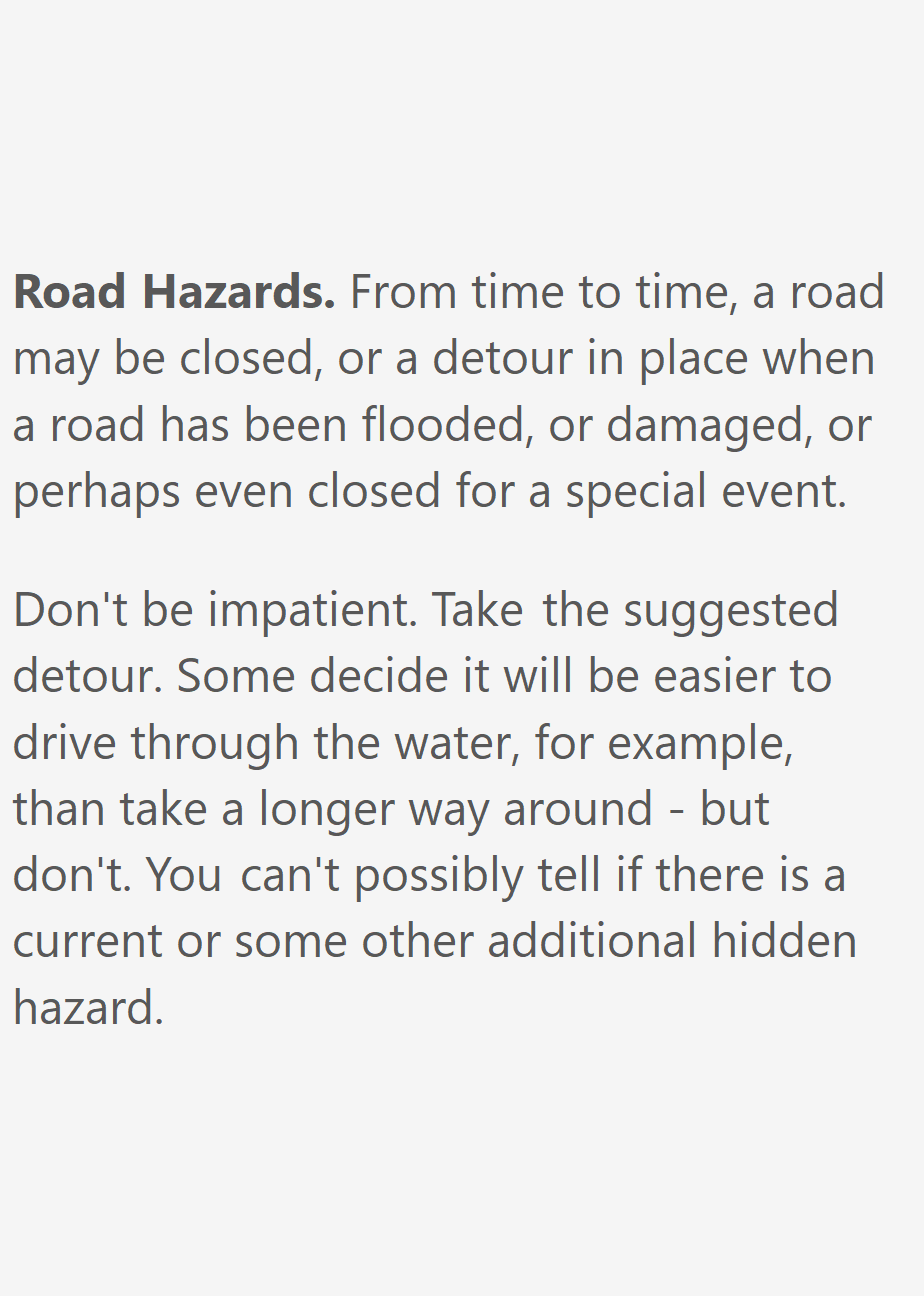 Road Hazards. From time to time, a road
may be closed, or a detour in place when
a road has been flooded, or damaged, or
perhaps even closed for a special event.
Don't be impatient. Take the suggested
detour. Some decide it will be easier to
drive through the water, for example,
than take a longer way around - but
don't. You can't possibly tell if there is a
current or some other additional hidden
hazard.